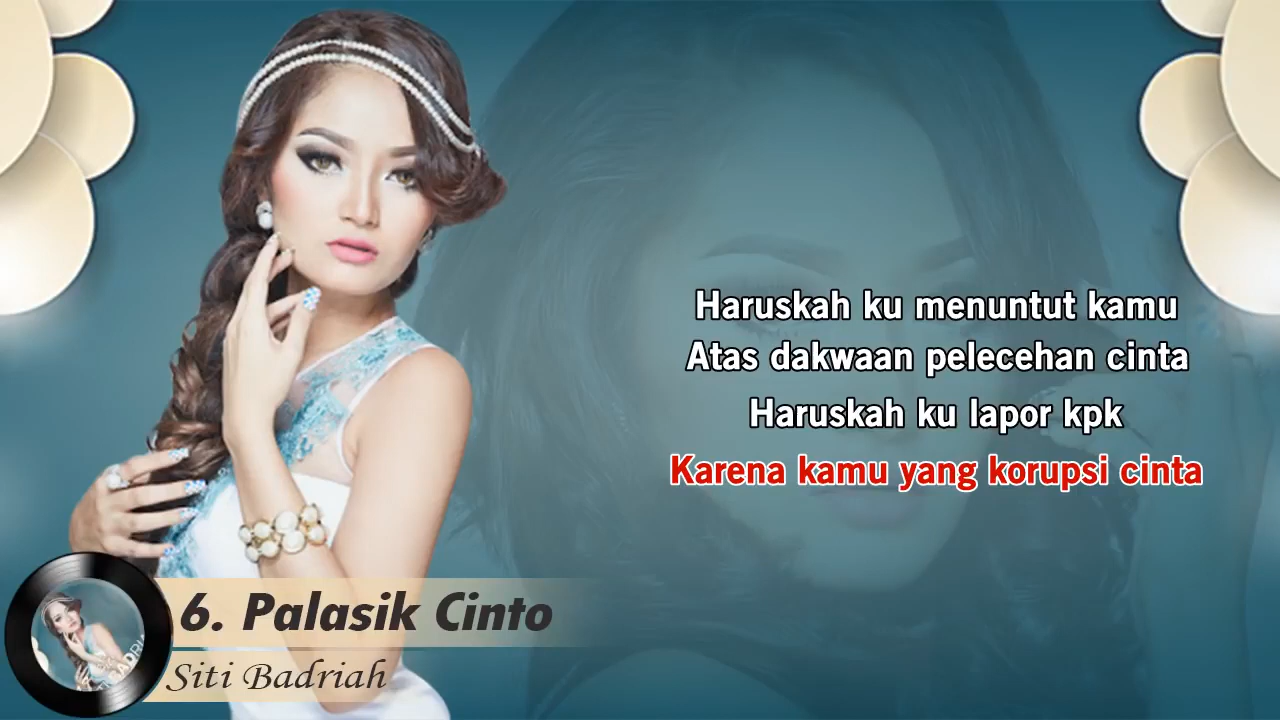 Haruskah ku menuntut kamu
Atas dakwaan pelecehan cinta
Haruskah ku lapor kpk
Karena kamu yang korupsi cinta
6. Palasik Cinto
Siti Badriah